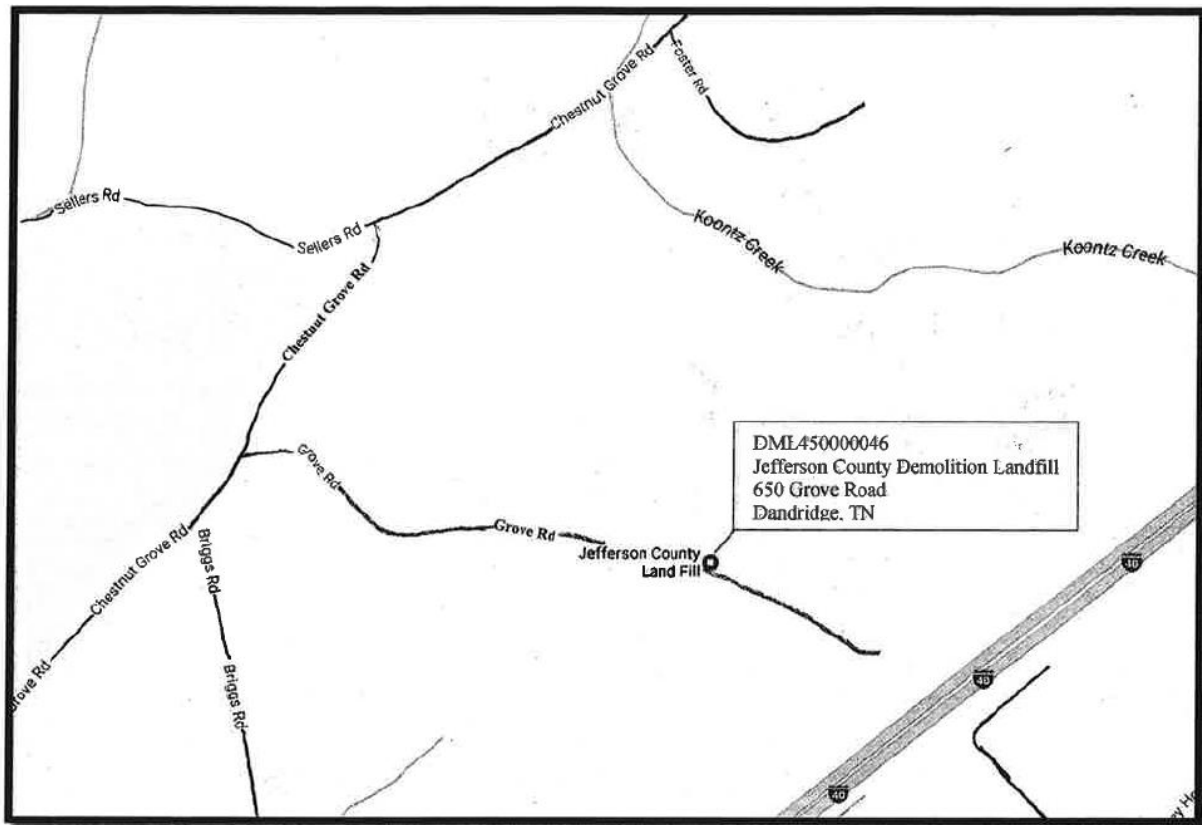 Chestnut Grove Rd
Foster Rd
Sellers Rd
Sellers Rd
Koontz Creek
Koontz Creek
Chestnut Grove Rd
DML450000046
Jefferson County Demolition Landfill
650 Grove Road
Dandridge, TN
Grove Rd
Grove Rd
Jefferson County
Land Fill
Chestnut Grove Rd
Briggs Rd
Grove Rd
Briggs Rd
40
40
40